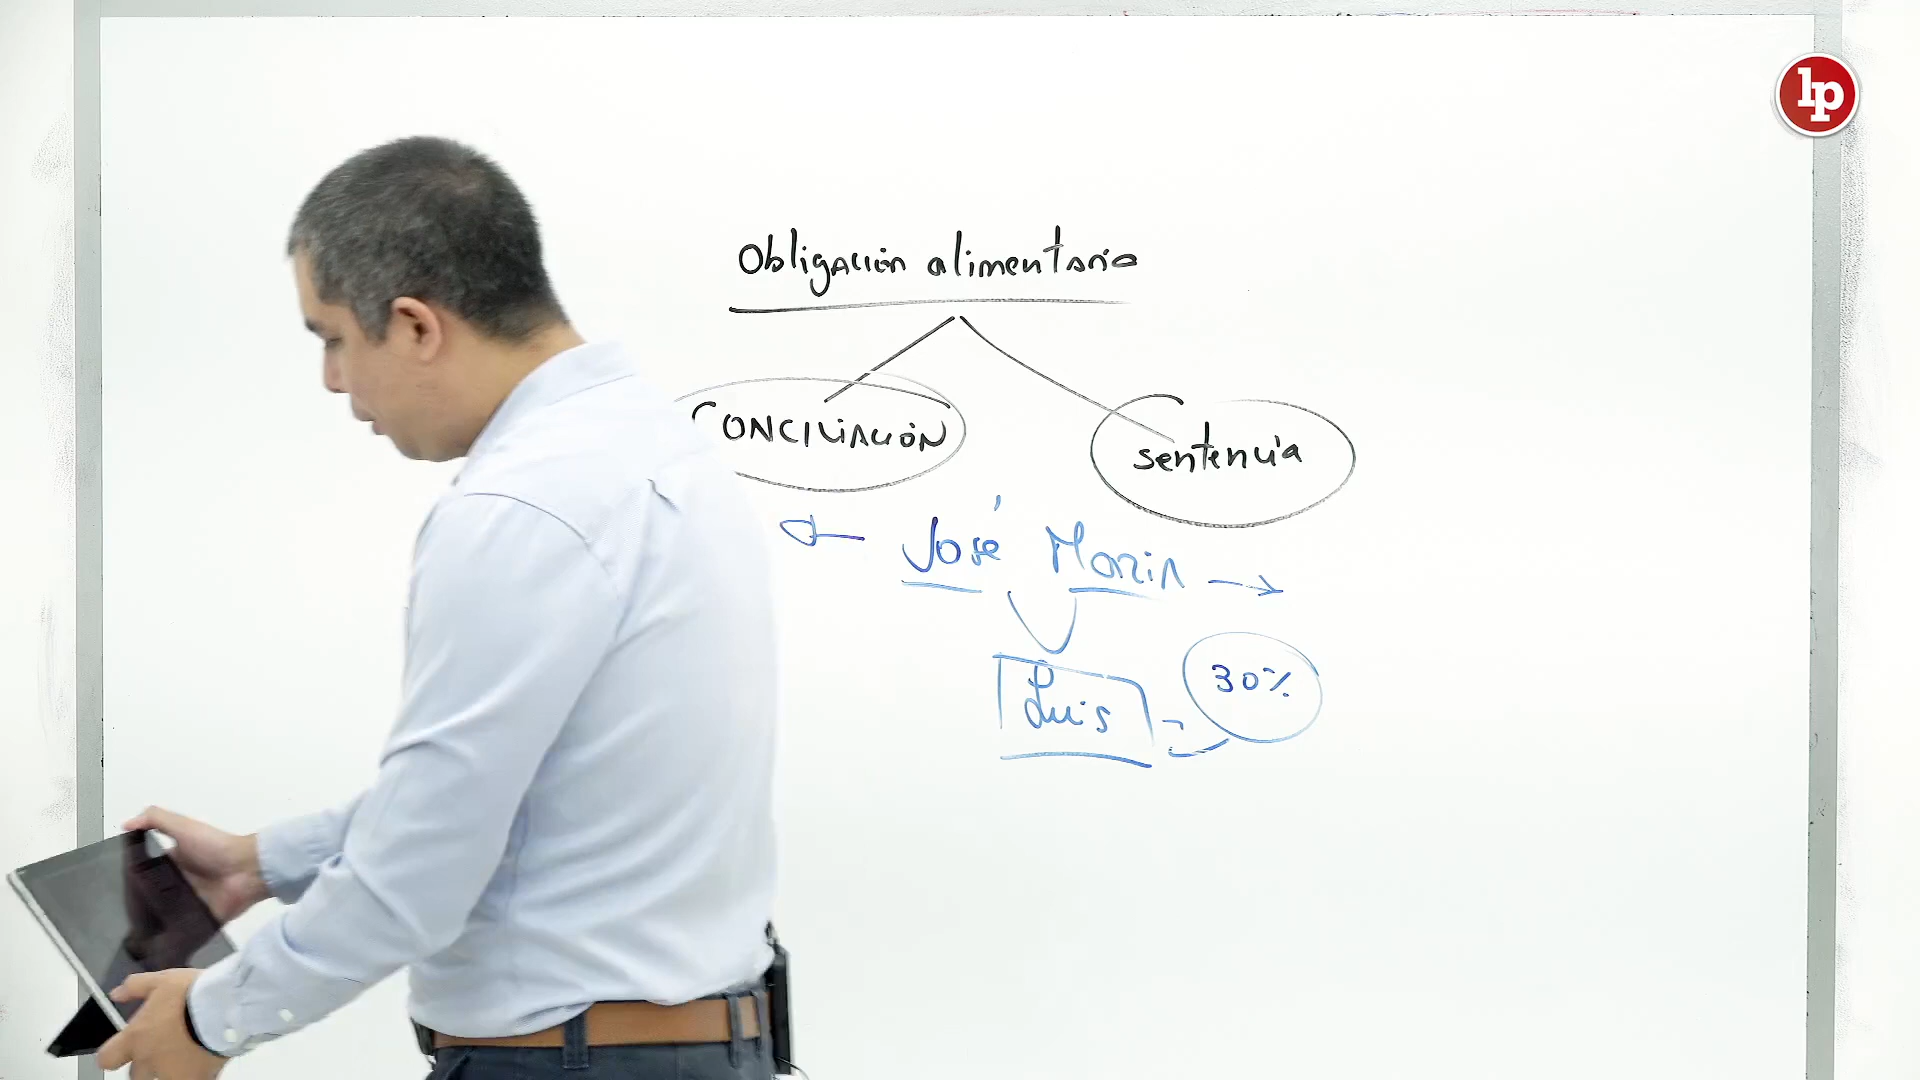 lp
Obligación alimentaria
CONCILIACIÓN
sentencia
José María
Luis
30%